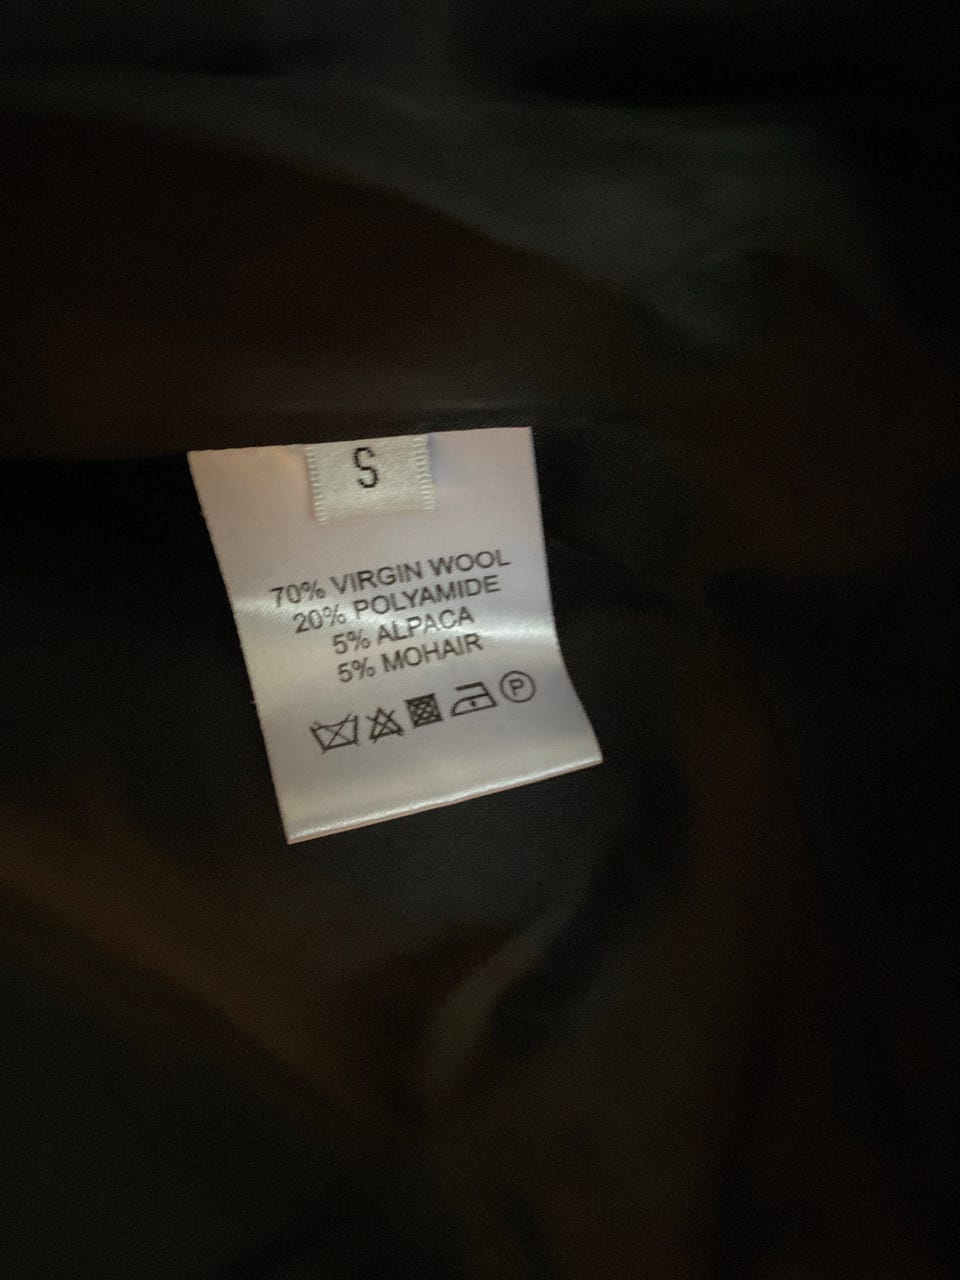 S
70% VIRGIN WOOL
20% POLYAMIDE
5% ALPACA
5% MOHAIR
P